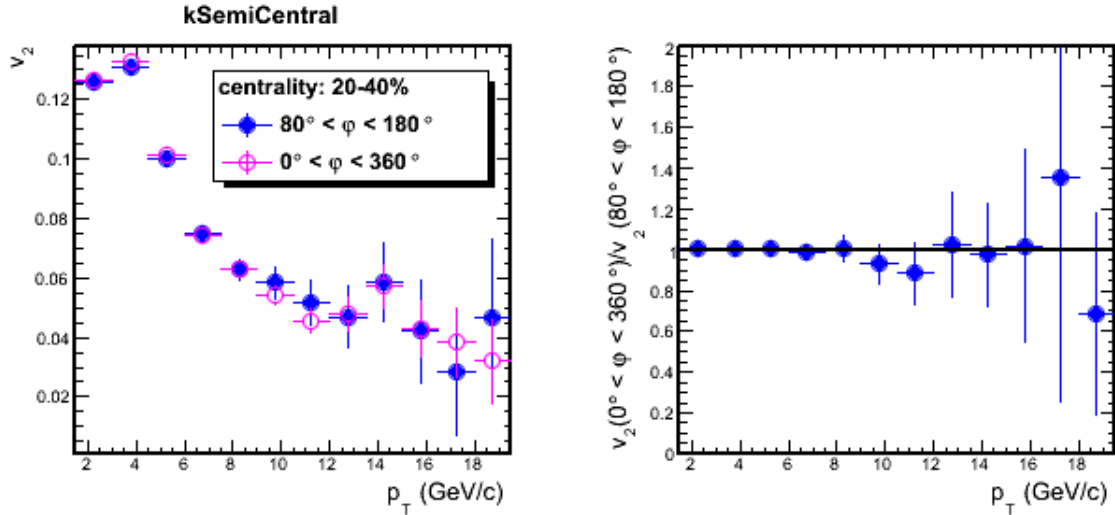 kSemiCentral
v2
0.12
0.1
0.08
0.06
0.04
0.02
centrality: 20-40%
80° < φ < 180°
0° < φ < 360°
2 4 6 8 10 12 14 16 18
pT (GeV/c)
v2(0° < φ < 360°)/v2(80° < φ < 180°)
2
1.8
1.6
1.4
1.2
1
0.8
0.6
0.4
0.2
0
2 4 6 8 10 12 14 16 18
pT (GeV/c)